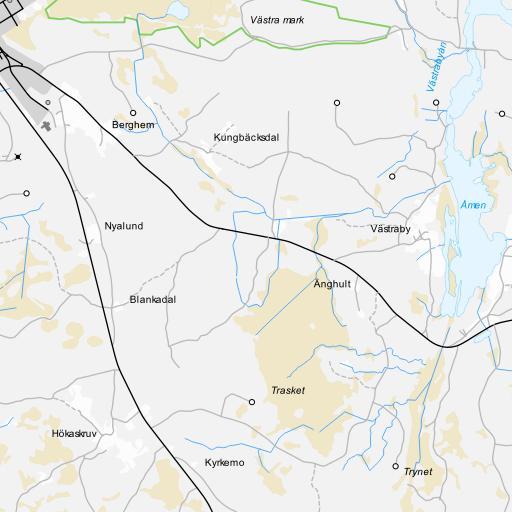 Västra mark
Västrabyån
Berghem
Kungbäcksdal
Åmen
Nyalund
Västraby
Änghult
Blankadal
Trasket
Hökaskruv
Kyrkemo
Trynet